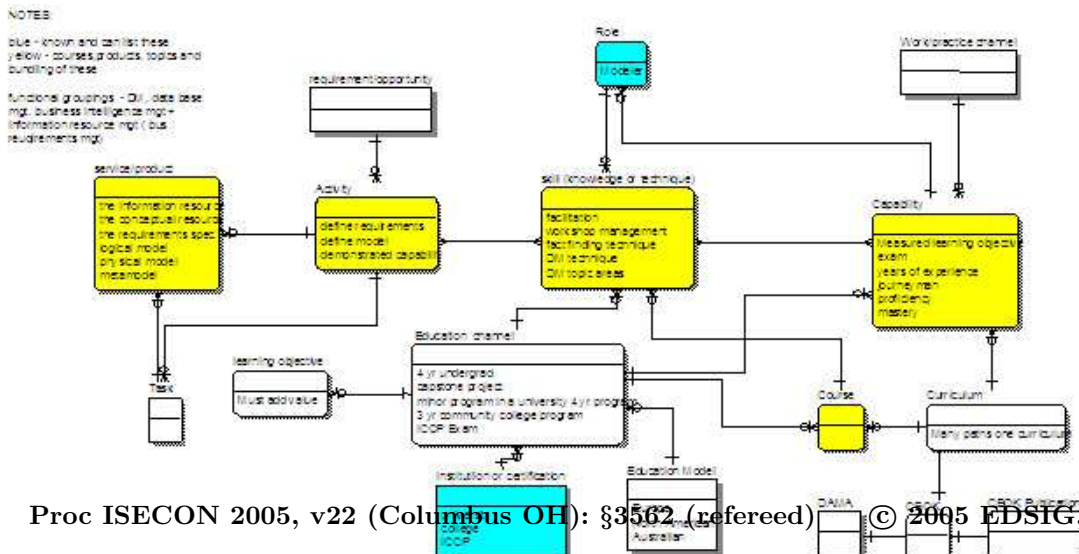 NOTES:
blue - known and can list these
yellow - courses,products, topics and
bundling of these
functional groupings - DM, data base
mgt, business intelligence mgt +
information resource mgt ( bus
reuqirements mgt)
Role
Modeler
Work/practice channel
requirement/opportunity
service/product
the information resource
the conceptual resource
the requirements spec.
logical model
physical model
metamodel
Activity
define requirements
define model
demonstrated capabilit
skill (knowledge or technique)
facilitation
workshop management
fact finding technique
DM technique
DM topic areas
Capability
Measured learning objective
exam
years of experience
journey man
proficiency
mastery
Education channel
4 yr undergrad
capstone project
minor program in a university 4 yr program
3 yr community college program
ICCP Exam
learning objective
Must add value
Task
Course
Curriculum
Many paths one curriculum
Institution or certification
college
ICCP
Education Model
Australian
DAMA
Proc ISECON 2005, v22 (Columbus OH): §3562 (refereed) © 2005 EDSIG.